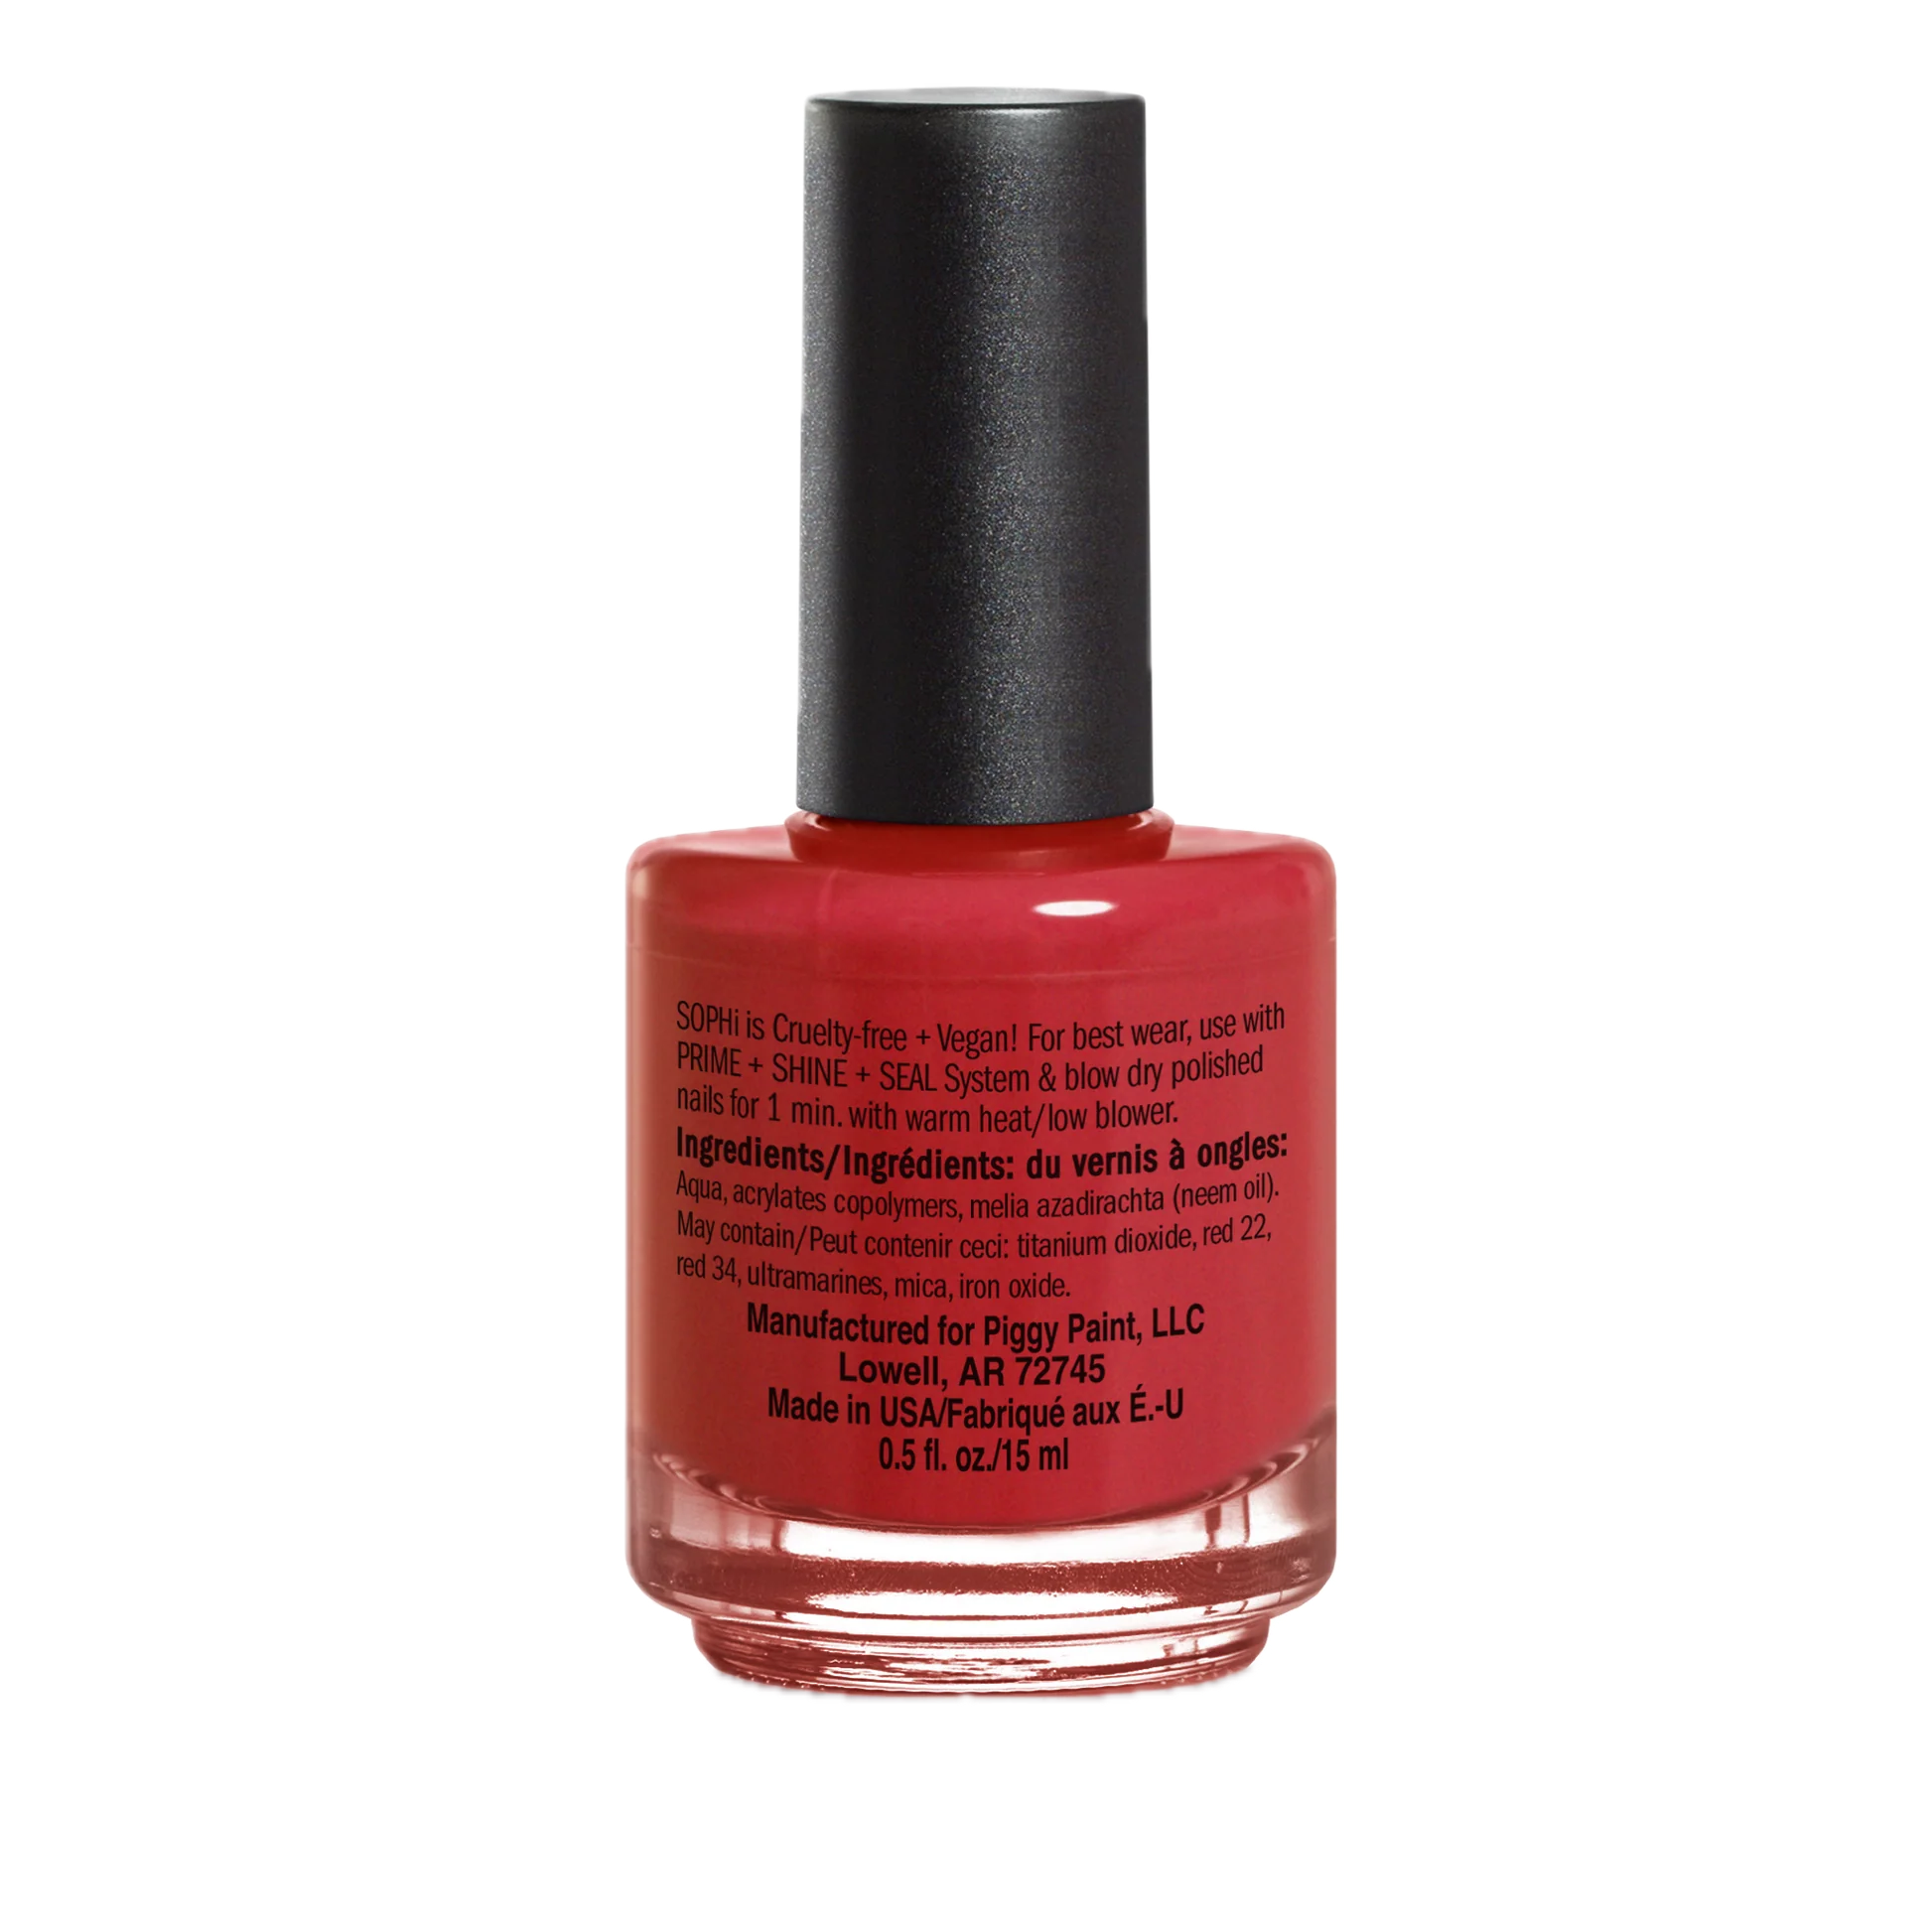 SOPHi is Cruelty-free + Vegan! For best wear, use with
PRIME + SHINE + SEAL System & blow dry polished
nails for 1 min. with warm heat/low blower.
Ingredients/Ingrédients: du vernis à ongles:
Aqua, acrylates copolymers, melia azadirachta (neem oil).
May contain/Peut contenir ceci: titanium dioxide, red 22,
red 34, ultramarines, mica, iron oxide.
Manufactured for Piggy Paint, LLC
Lowell, AR 72745
Made in USA/Fabriqué aux É.-U
0.5 fl. oz./15 ml